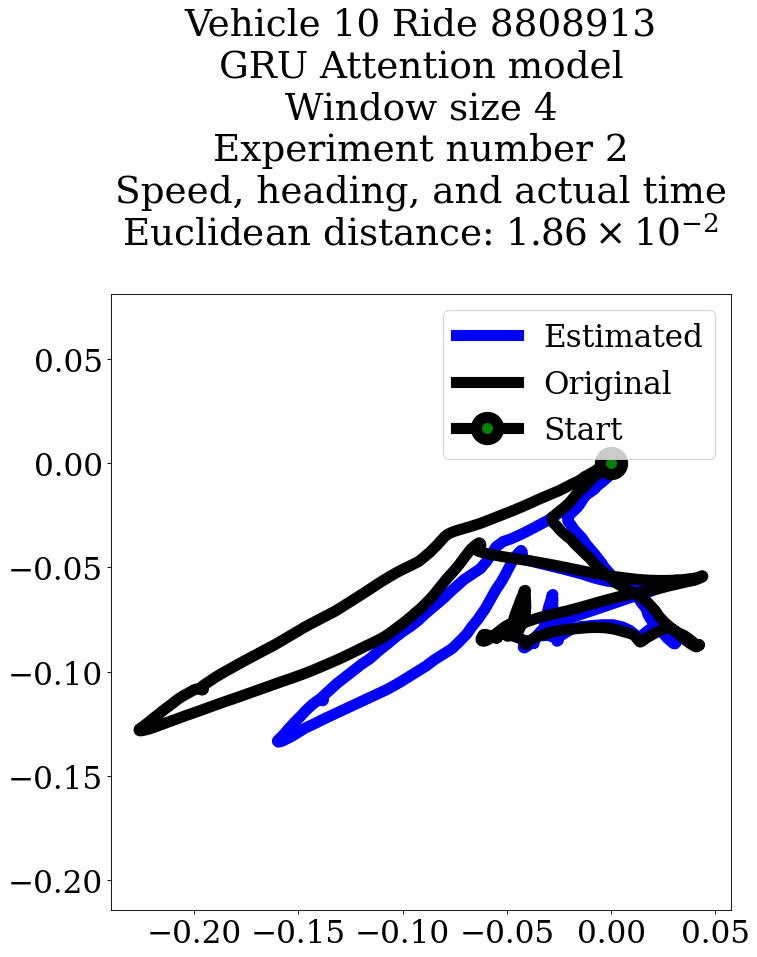 Vehicle 10 Ride 8808913
GRU Attention model
Window size 4
Experiment number 2
Speed, heading, and actual time
Euclidean distance: 1.86 × 10⁻²
Estimated
Original
Start
0.05
0.00
−0.05
−0.10
−0.15
−0.20
−0.20 −0.15 −0.10 −0.05 0.00 0.05